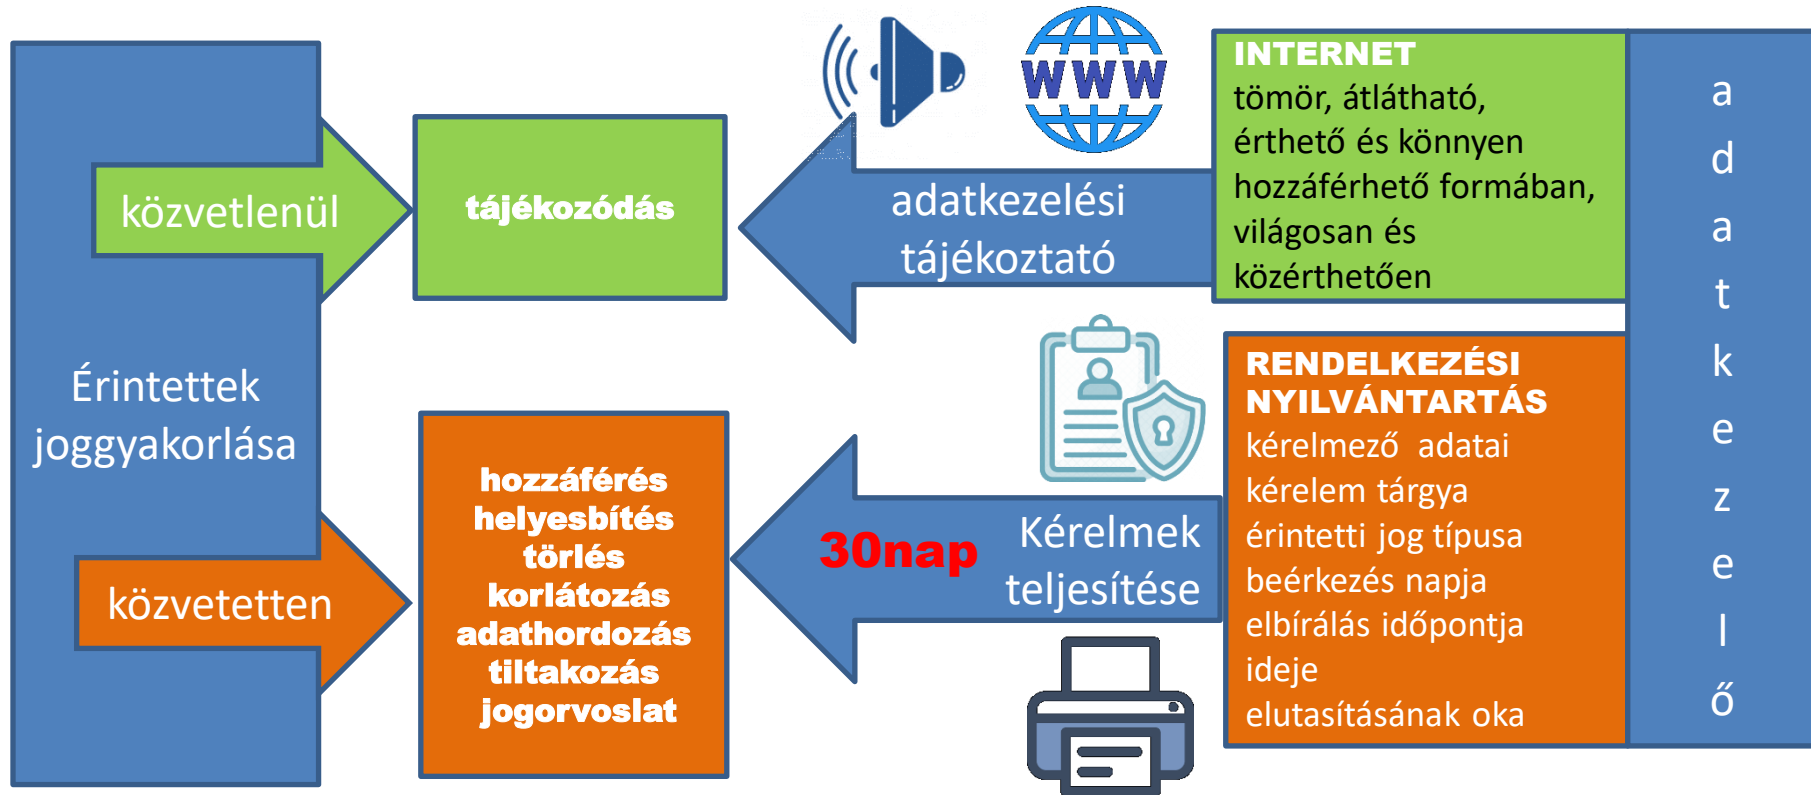 Érintettek
joggyakorlása
közvetlenül
közvetetten
tájékozódás
hozzáférés
helyesbítés
törlés
korlátozás
adathordozás
tiltakozás
jogorvoslat
WWW
adatkezelési
tájékoztató
30nap
Kérelmek
teljesítése
INTERNET
tömör, átlátható,
érthető és könnyen
hozzáférhető formában,
világosan és
közérthetően
RENDELKEZÉSI
NYILVÁNTARTÁS
kérelmező adatai
kérelem tárgya
érintetti jog típusa
beérkezés napja
elbírálás időpontja
ideje
elutasításának oka
a
d
a
t
k
e
z
e
l
ő